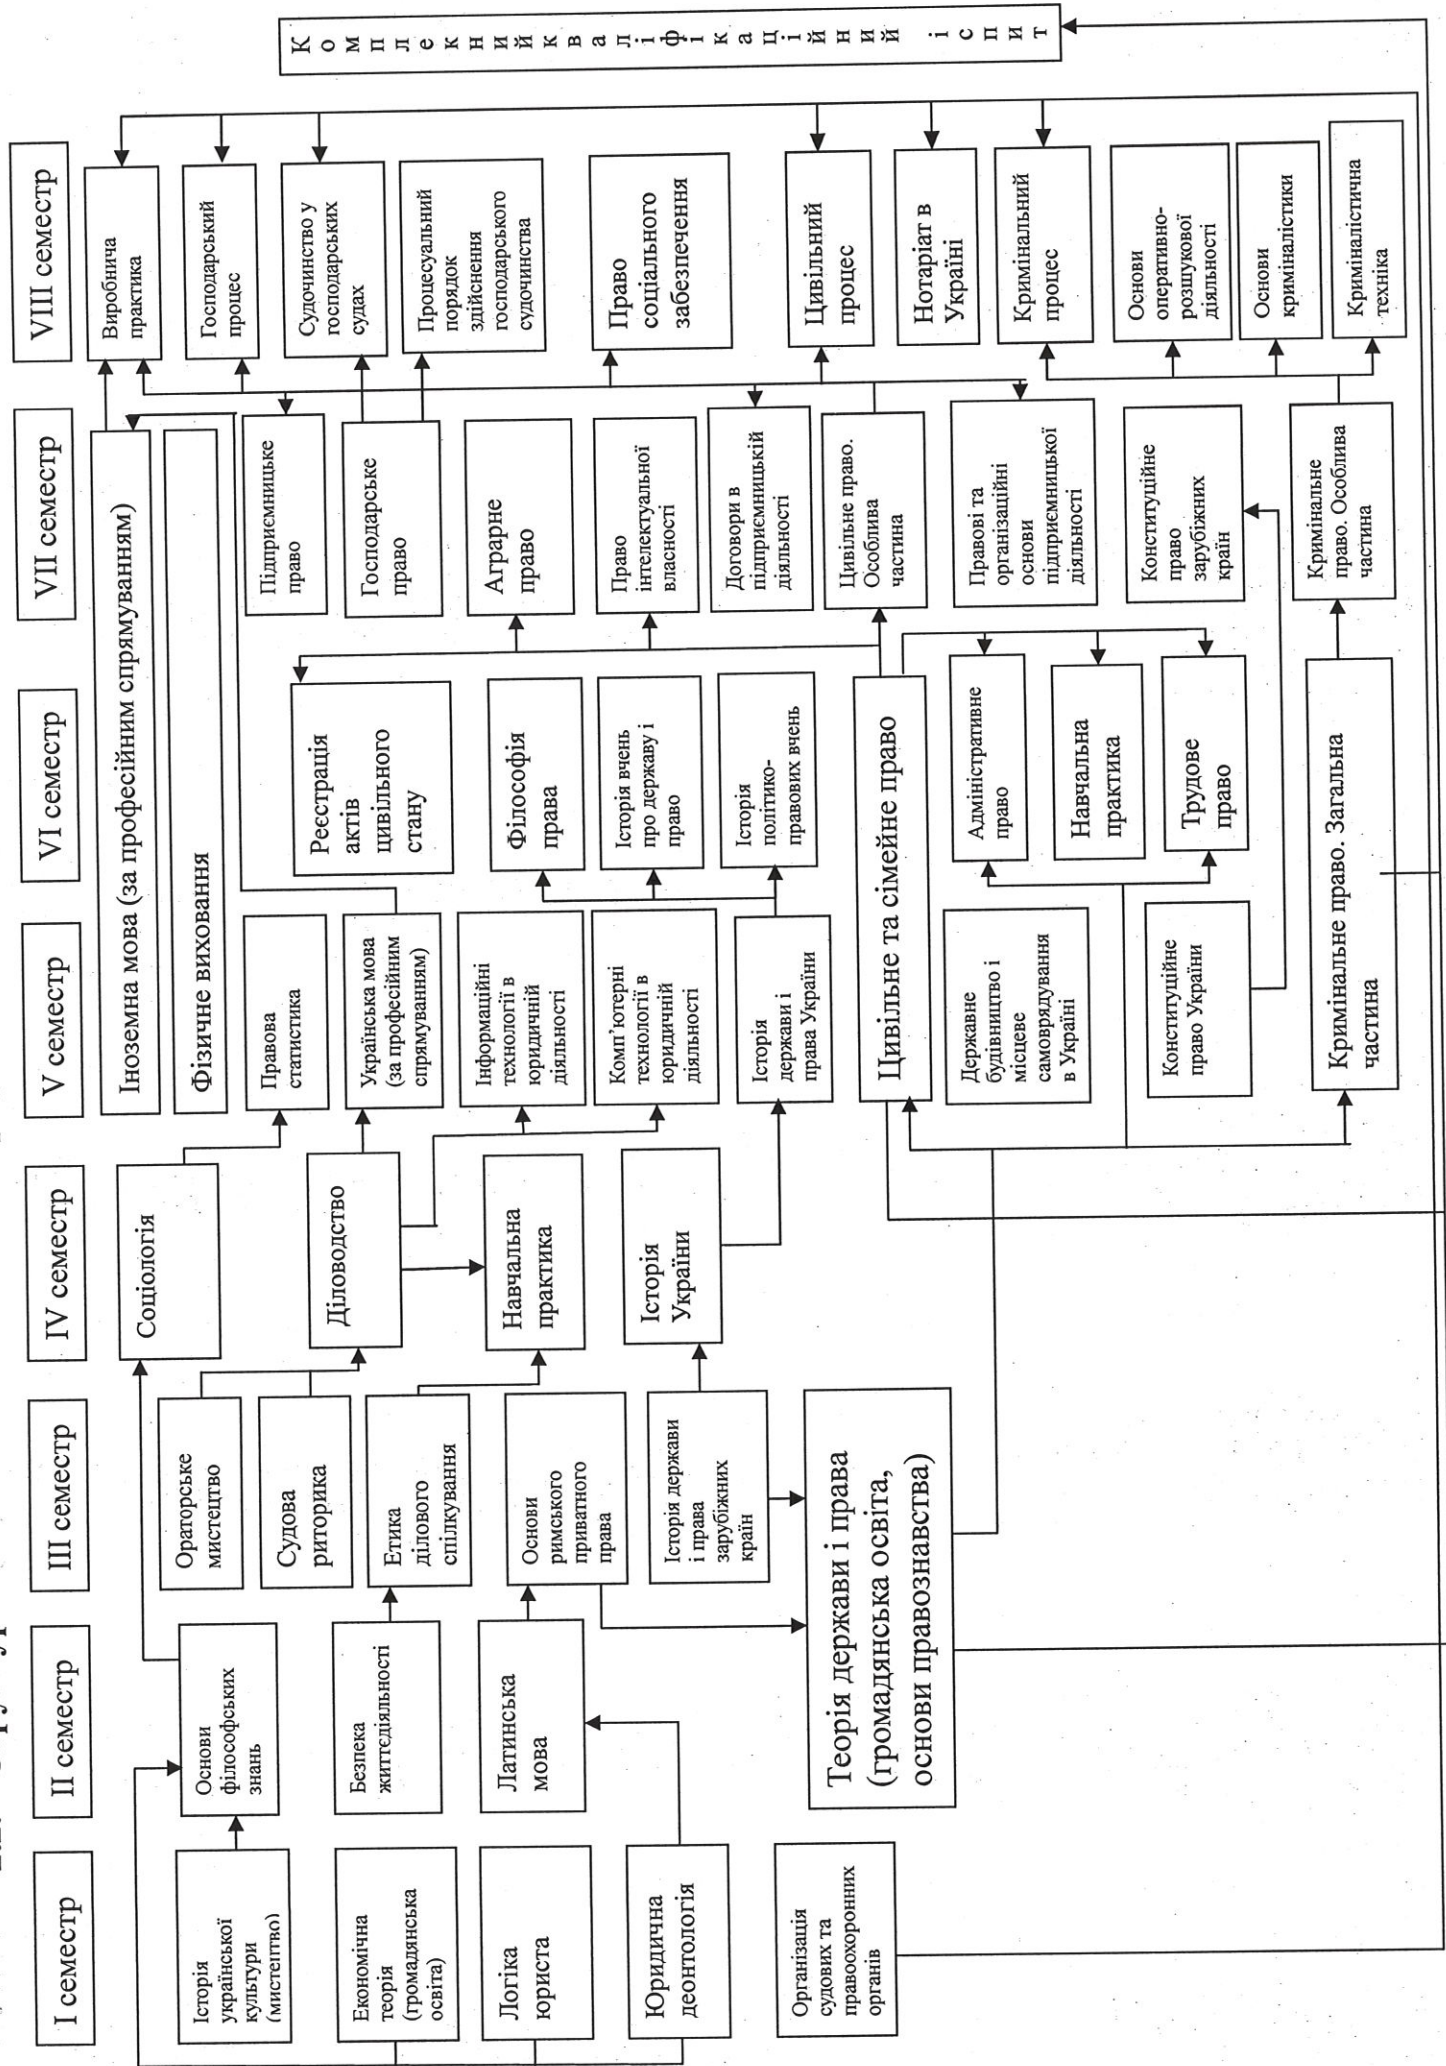 I семестр
II семестр
III семестр
IV семестр
V семестр
VI семестр
VII семестр
VIII семестр
Історія
української
культури
(мистецтво)
Економічна
теорія
(громадянська
освіта)
Логіка
юриста
Юридична
деонтологія
Організація
судових та
правоохоронних
органів
Основи
філософських
знань
Безпека
життєдіяльності
Латинська
мова
Теорія держави і права
(громадянська освіта,
основи правознавства)
Ораторське
мистецтво
Судова
риторика
Етика
ділового
спілкування
Основи
римського
приватного
права
Історія держави
і права
зарубіжних
країн
Соціологія
Діловодство
Навчальна
практика
Історія
України
Іноземна мова (за професійним спрямуванням)
Фізичне виховання
Правова
статистика
Українська мова
(за професійним
спрямуванням)
Інформаційні
технології в
юридичній
діяльності
Комп’ютерні
технології в
юридичній
діяльності
Історія
держави і
права України
Цивільне та сімейне право
Державне
будівництво і
місцеве
самоврядування
в Україні
Конституційне
право України
Кримінальне право. Загальна
частина
Реєстрація
актів
цивільного
стану
Філософія
права
Історія вчень
про державу і
право
Історія
політико-
правових вчень
Адміністративне
право
Навчальна
практика
Трудове
право
Підприємницьке
право
Господарське
право
Аграрне
право
Право
інтелектуальної
власності
Договори в
підприємницькій
діяльності
Цивільне право.
Особлива
частина
Правові та
організаційні
основи
підприємницької
діяльності
Конституційне
право
зарубіжних
країн
Кримінальне
право. Особлива
частина
Виробнича
практика
Господарський
процес
Судочинство у
господарських
судах
Процесуальний
порядок
здійснення
господарського
судочинства
Право
соціального
забезпечення
Цивільний
процес
Нотаріат в
Україні
Кримінальний
процес
Основи
оперативно-
розшукової
діяльності
Основи
криміналістики
Криміналістична
техніка
Комплексний кваліфікаційний іспит